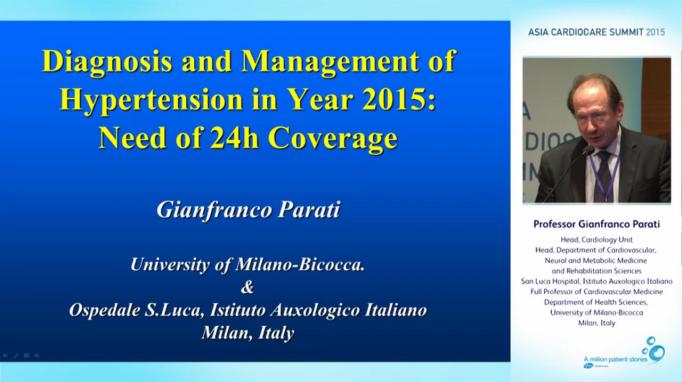 Diagnosis and Management of
Hypertension in Year 2015:
Need of 24h Coverage
Gianfranco Parati
University of Milano-Bicocca.
&
Ospedale S.Luca, Istituto Auxologico Italiano
Milan, Italy
ASIA CARDIOCARE SUMMIT 2015
Professor Gianfranco Parati
Head, Cardiology Unit
Head, Department of Cardiovascular,
Neural and Metabolic Medicine
and Rehabilitation Sciences
San Luca Hospital, Istituto Auxologico Italiano
Full Professor of Cardiovascular Medicine
Department of Health Sciences,
University of Milano-Bicocca
Milan, Italy
A million patient stories